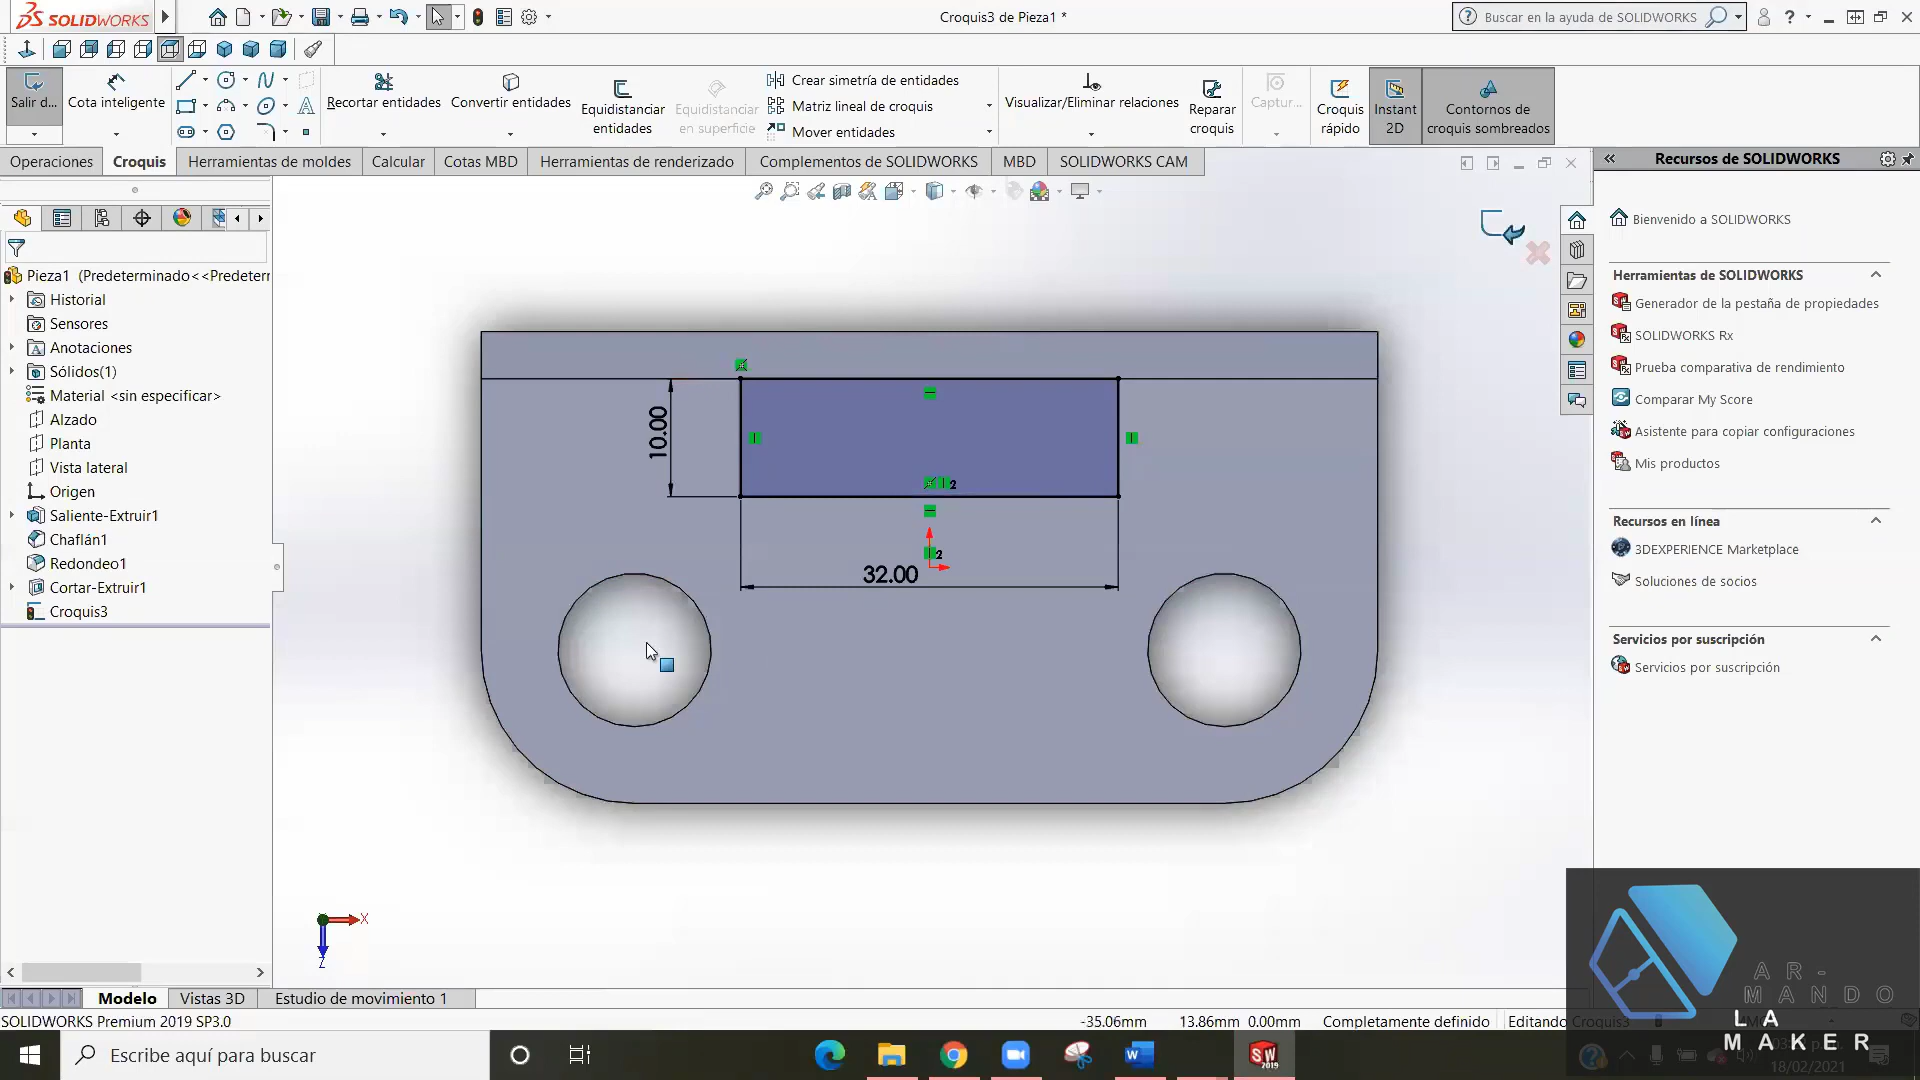 SOLIDWORKS
Croquis3 de Pieza1 *
Buscar en la ayuda de SOLIDWORKS
Salir d...
Cota inteligente
Recortar entidades
Convertir entidades
Equidistanciar
entidades
Equidistanciar
en superficie
Crear simetría de entidades
Matriz lineal de croquis
Mover entidades
Visualizar/Eliminar relaciones
Reparar
croquis
Captur...
Croquis
rápido
Instant
2D
Contornos de
croquis sombreados
Operaciones
Croquis
Herramientas de moldes
Calcular
Cotas MBD
Herramientas de renderizado
Complementos de SOLIDWORKS
MBD
SOLIDWORKS CAM
Recursos de SOLIDWORKS
Pieza1 (Predeterminado<<Predeterr
Historial
Sensores
Anotaciones
Sólidos(1)
Material <sin especificar>
Alzado
Planta
Vista lateral
Origen
Saliente-Extruir1
Chaflán1
Redondeo1
Cortar-Extruir1
Croquis3
10.00
32.00
2
2
X
Z
Bienvenido a SOLIDWORKS
Herramientas de SOLIDWORKS
Generador de la pestaña de propiedades
SOLIDWORKS Rx
Prueba comparativa de rendimiento
Comparar My Score
Asistente para copiar configuraciones
Mis productos
Recursos en línea
3DEXPERIENCE Marketplace
Soluciones de socios
Servicios por suscripción
Servicios por suscripción
AR-
MANDO
LA
MAKER
Modelo
Vistas 3D
Estudio de movimiento 1
SOLIDWORKS Premium 2019 SP3.0
-35.06mm
13.86mm
0.00mm
Completamente definido
Editando Croquis3
Escribe aquí para buscar
18/02/2021